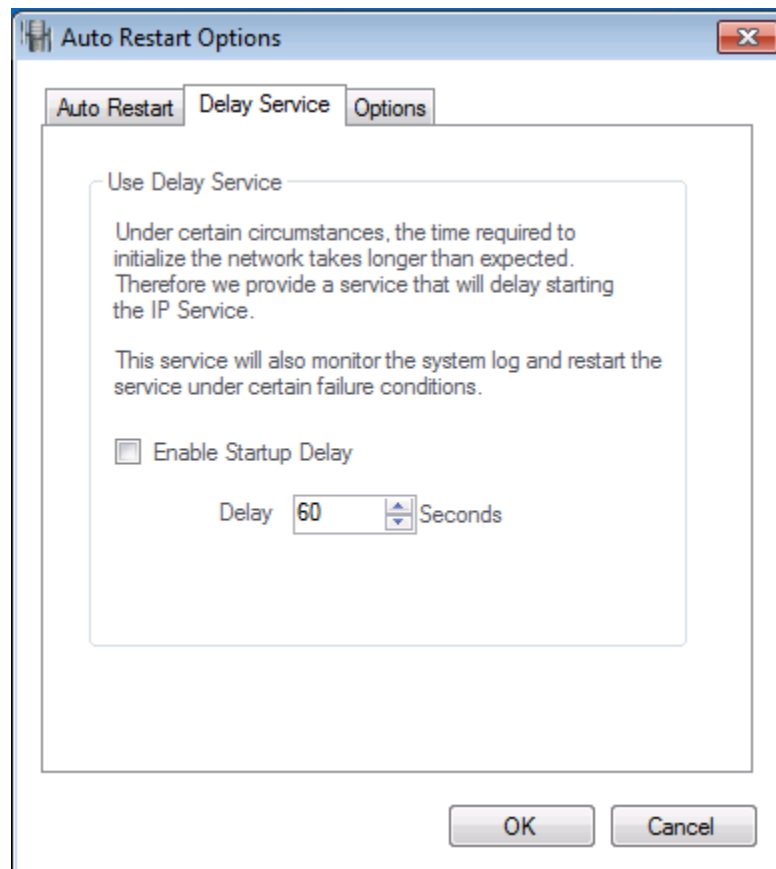 Auto Restart Options
Auto Restart
Delay Service
Options
Use Delay Service
Under certain circumstances, the time required to
initialize the network takes longer than expected.
Therefore we provide a service that will delay starting
the IP Service.
This service will also monitor the system log and restart the
service under certain failure conditions.
Enable Startup Delay
Delay 60 Seconds
OK
Cancel